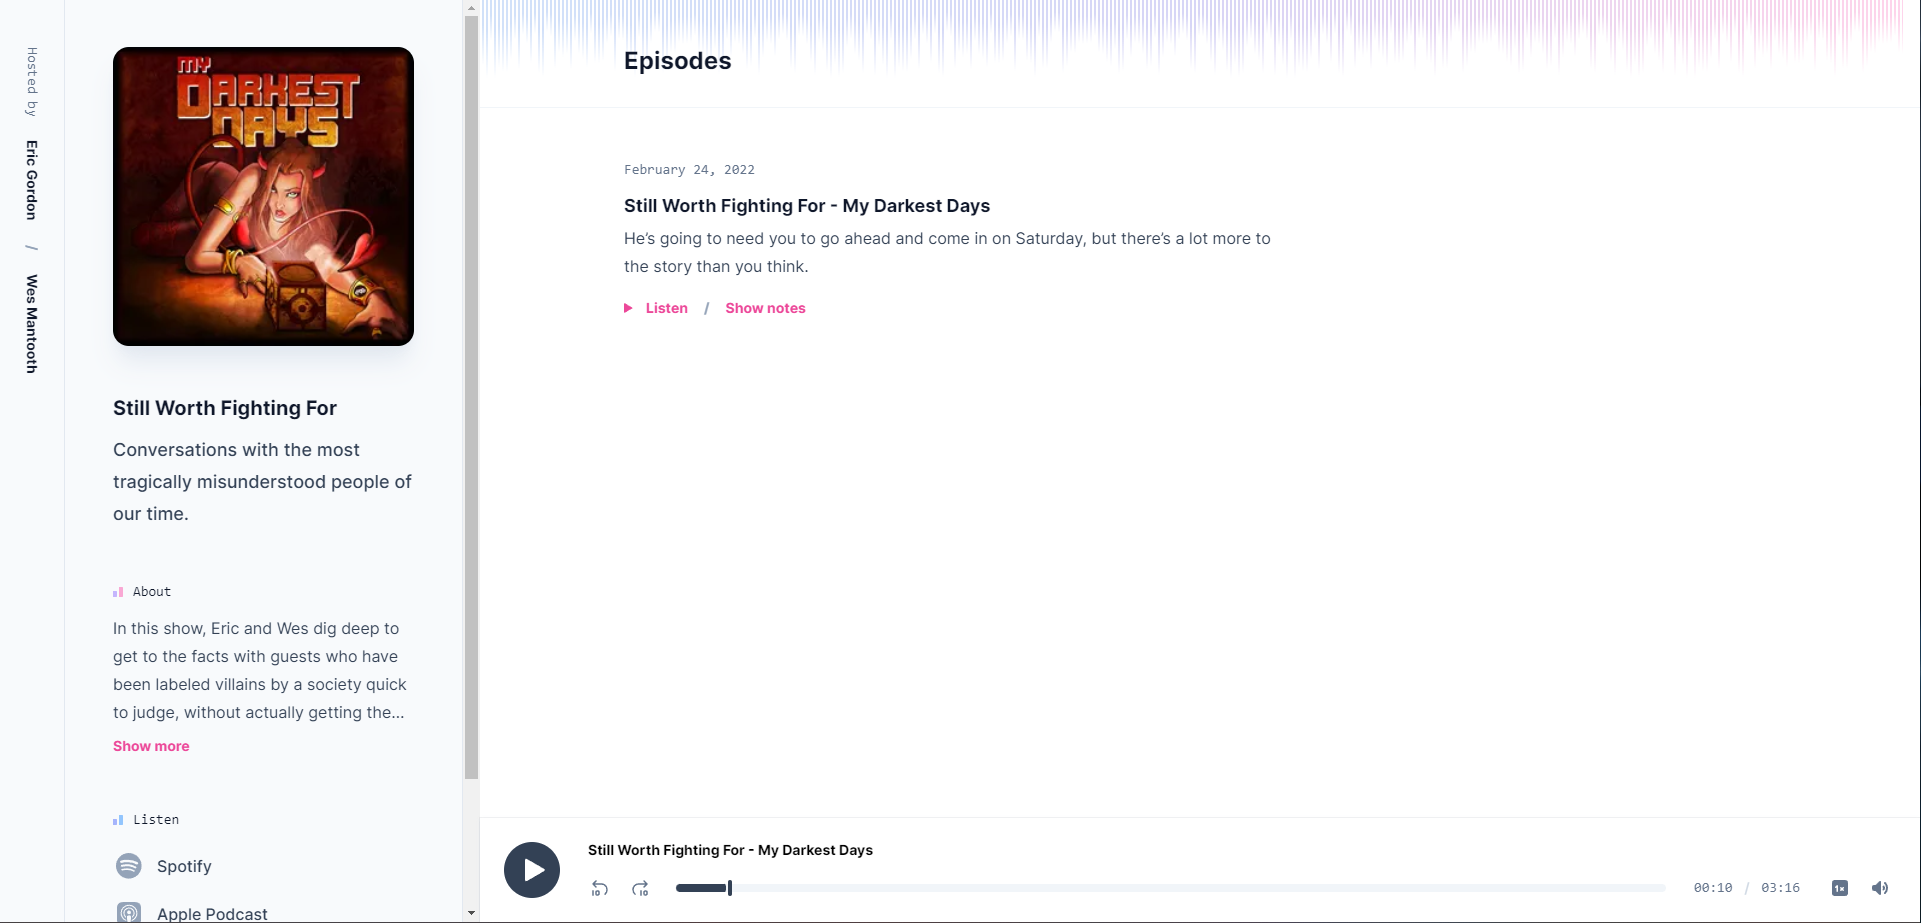 Hosted by Eric Gordon / Wes Mantooth
MY
DARKEST
DAYS
Still Worth Fighting For
Conversations with the most
tragically misunderstood people of
our time.
About
In this show, Eric and Wes dig deep to
get to the facts with guests who have
been labeled villains by a society quick
to judge, without actually getting the...
Show more
Listen
Spotify
Apple Podcast
Episodes
February 24, 2022
Still Worth Fighting For - My Darkest Days
He’s going to need you to go ahead and come in on Saturday, but there’s a lot more to
the story than you think.
Listen / Show notes
Still Worth Fighting For - My Darkest Days
10 10 00:10 / 03:16 1x